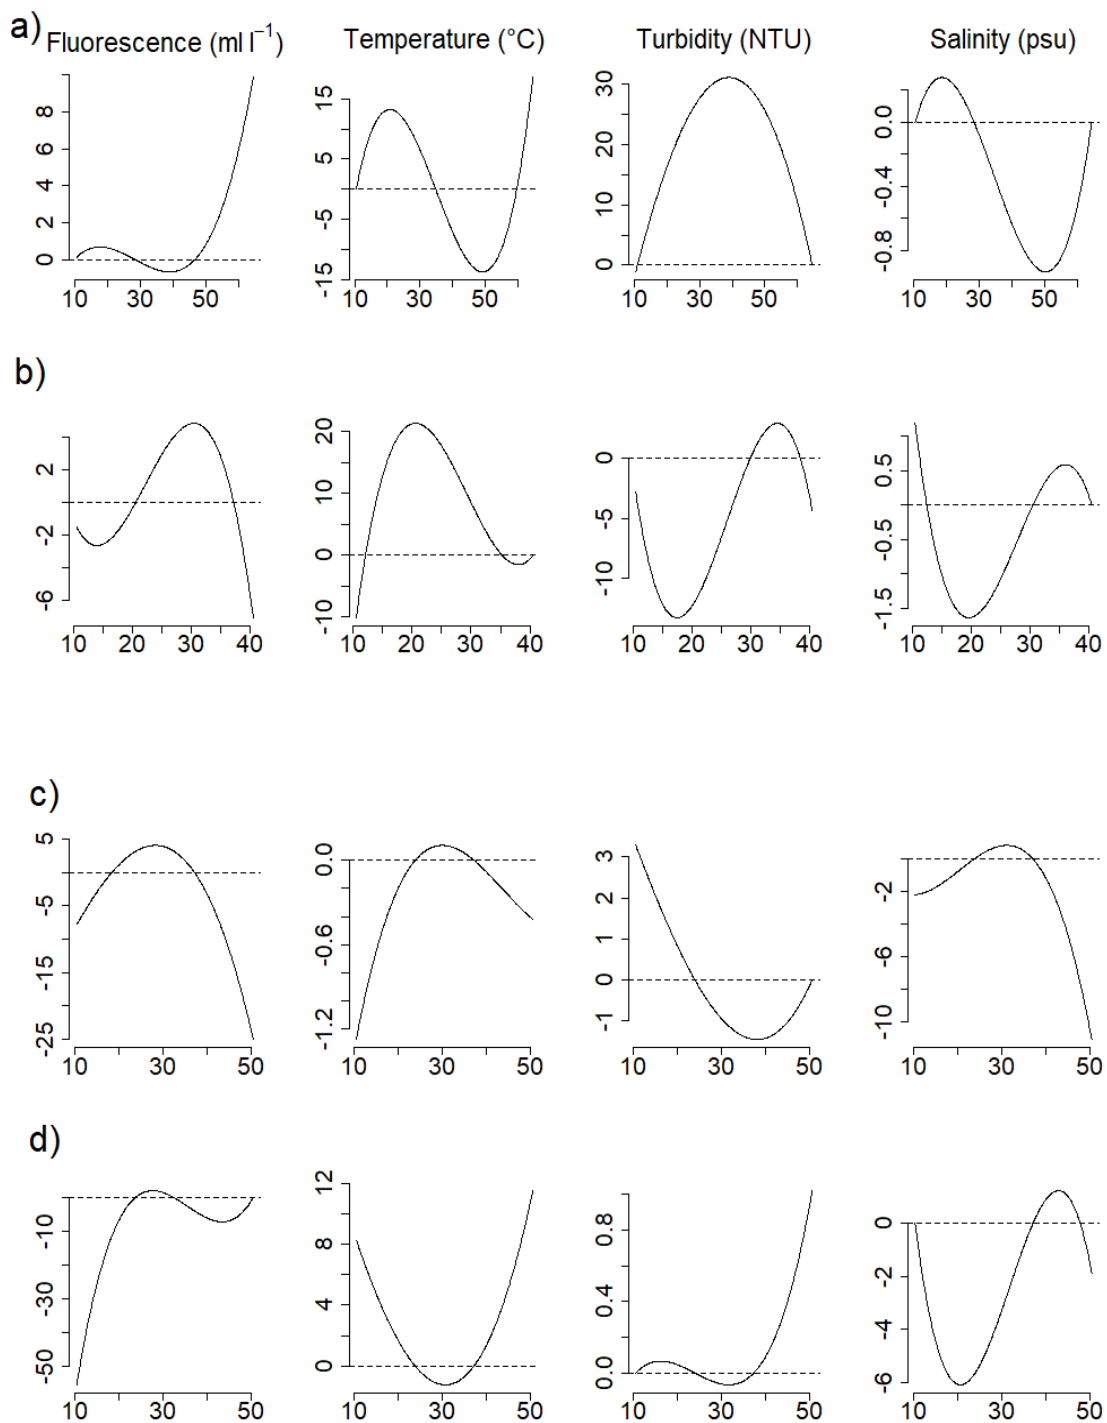 a) Fluorescence (ml l⁻¹) Temperature (°C) Turbidity (NTU) Salinity (psu)
8 6 4 2 0
10 30 50
15 5 -5 -15
10 30 50
30 20 10 0
10 30 50
0.0 -0.4 -0.8
10 30 50
b)
2 -2 -6
10 20 30 40
20 10 0 -10
10 20 30 40
0 -5 -10
10 20 30 40
0.5 -0.5 -1.5
10 20 30 40
c)
5 -5 -15 -25
10 30 50
0.0 -0.6 -1.2
10 30 50
3 2 1 0 -1
10 30 50
-2 -6 -10
10 30 50
d)
-10 -30 -50
10 30 50
12 8 4 0
10 30 50
0.8 0.4 0.0
10 30 50
0 -2 -4 -6
10 30 50